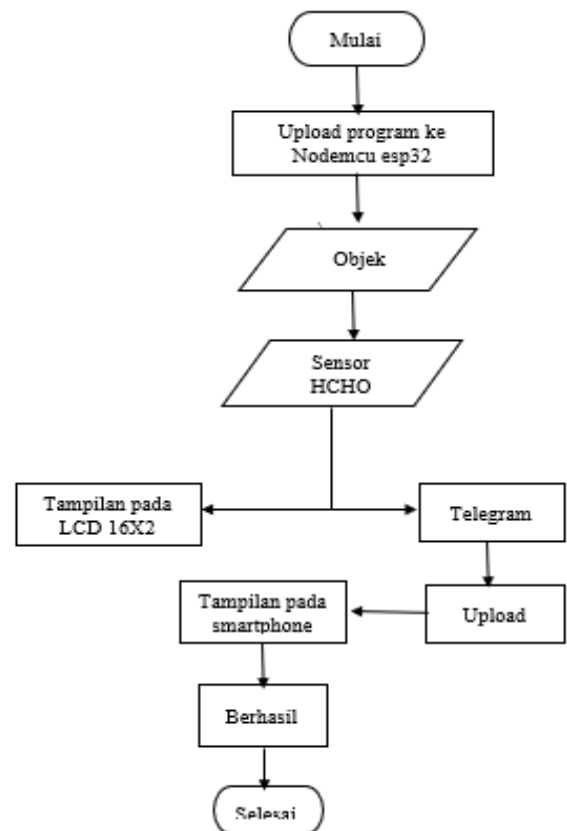 Mulai
Upload program ke
Nodemcu esp32
Objek
Sensor
HCHO
Tampilan pada
LCD 16X2
Telegram
Tampilan pada
smartphone
Upload
Berhasil
Selesai